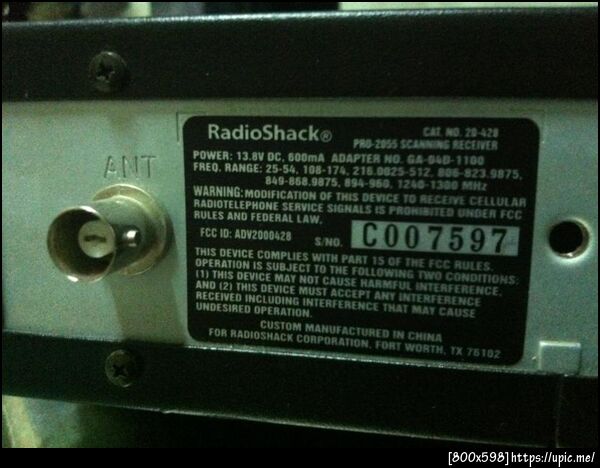 ANT
RadioShack®
CAT. NO. 20-428
PRO-2055 SCANNING RECEIVER
POWER: 13.8V DC, 600mA ADAPTER NO. GA-04D-1100
FREQ. RANGE: 25-54, 108-174, 216.0025-512, 806-823.9875,
849-868.9875, 894-960, 1240-1300 MHz
WARNING: MODIFICATION OF THIS DEVICE TO RECEIVE CELLULAR
RADIOTELEPHONE SERVICE SIGNALS IS PROHIBITED UNDER FCC
RULES AND FEDERAL LAW.
FCC ID: ADV2000428 S/NO. C007597
THIS DEVICE COMPLIES WITH PART 15 OF THE FCC RULES.
OPERATION IS SUBJECT TO THE FOLLOWING TWO CONDITIONS:
(1) THIS DEVICE MAY NOT CAUSE HARMFUL INTERFERENCE,
AND (2) THIS DEVICE MUST ACCEPT ANY INTERFERENCE
RECEIVED INCLUDING INTERFERENCE THAT MAY CAUSE
UNDESIRED OPERATION.
CUSTOM MANUFACTURED IN CHINA
FOR RADIOSHACK CORPORATION, FORT WORTH, TX 76102
[800x598]https://upic.me/